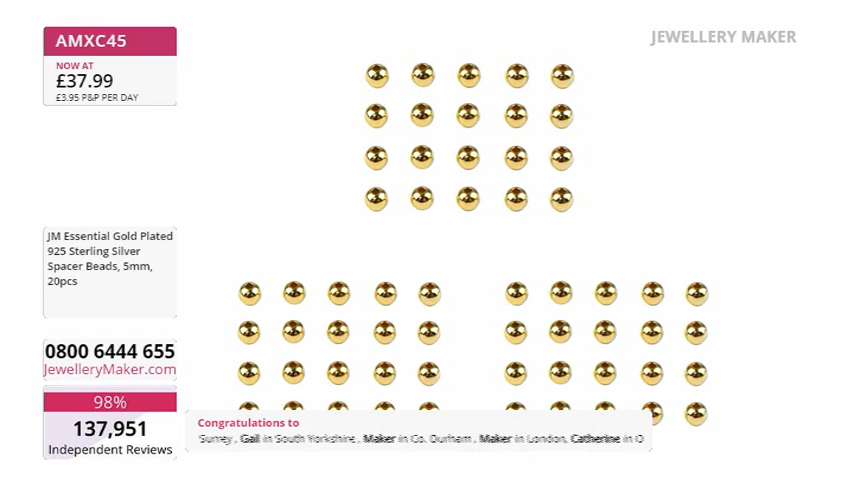 AMXC45
JEWELLERY MAKER
NOW AT
£37.99
£3.95 P&P PER DAY
JM Essential Gold Plated
925 Sterling Silver
Spacer Beads, 5mm,
20pcs
0800 6444 655
JewelleryMaker.com
98%
137,951
Independent Reviews
Congratulations to
Surrey , Gail in South Yorkshire , Maker in Co. Durham , Maker in London, Catherine in O